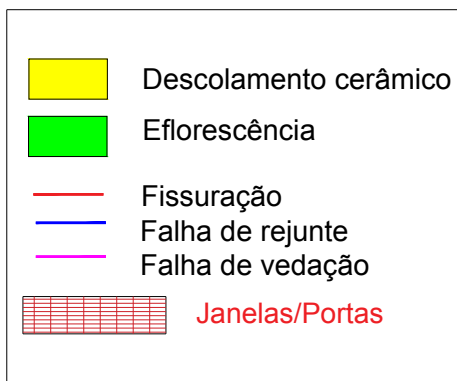 Descolamento cerâmico
Eflorescência
Fissuração
Falha de rejunte
Falha de vedação
Janelas/Portas